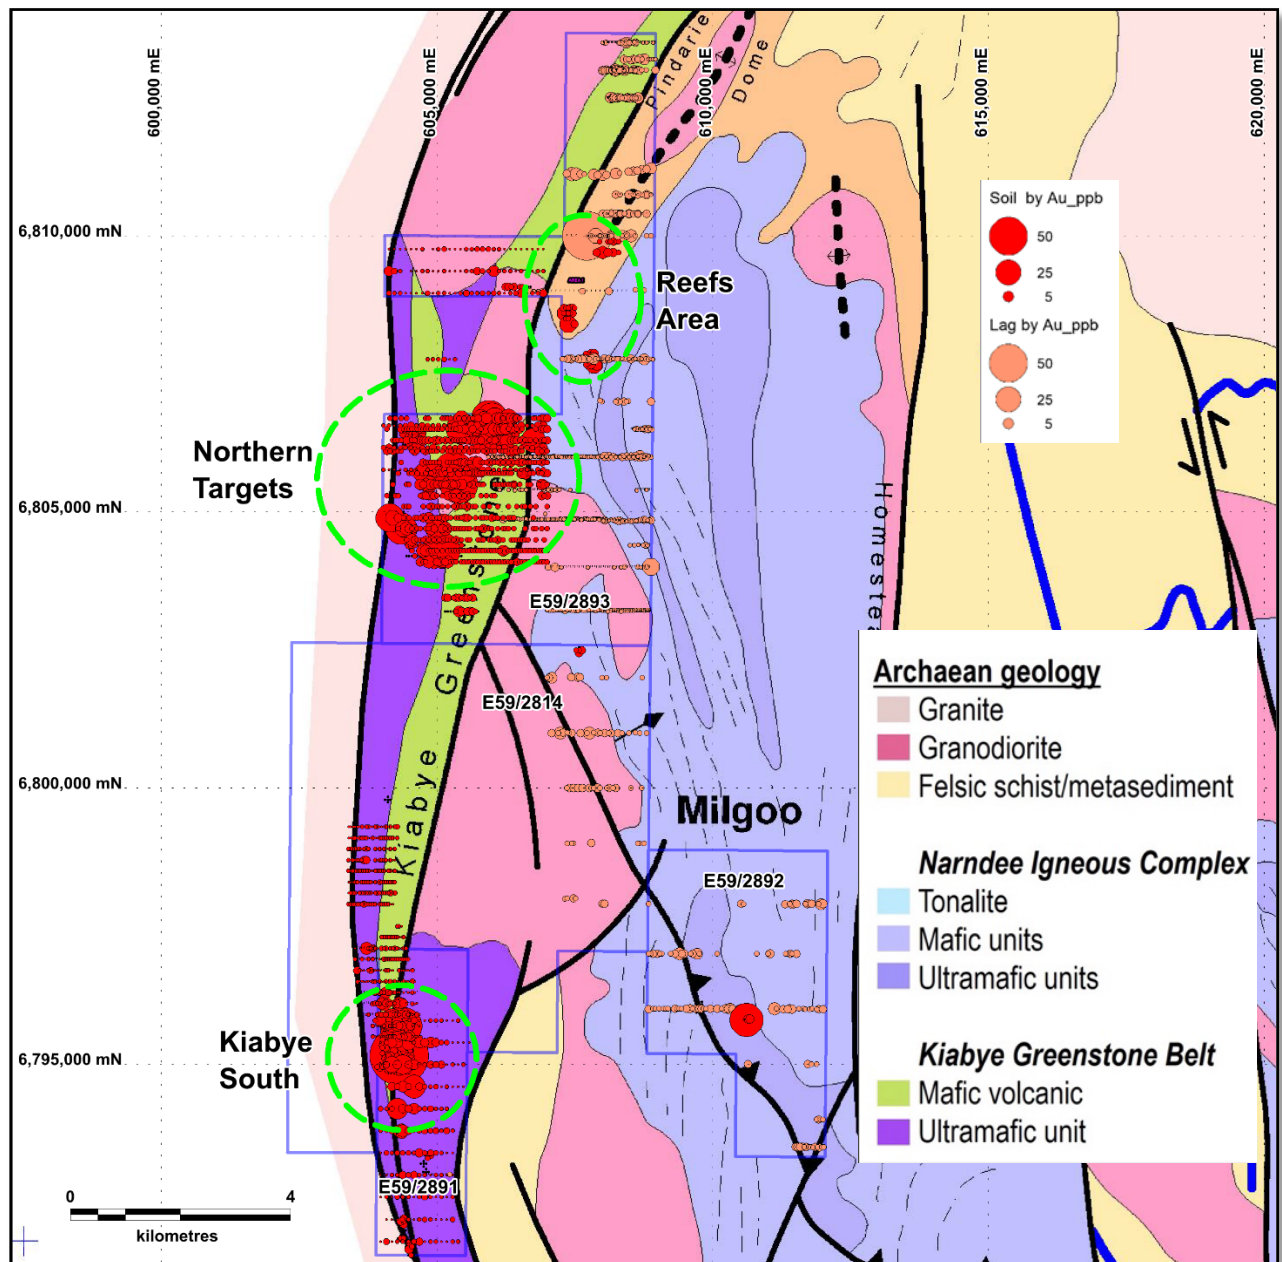 600,000 mE
605,000 mE
610,000 mE
615,000 mE
620,000 mE
Pindarie
Dome
Soil by Au_ppb
50
25
5
Lag by Au_ppb
50
25
5
6,810,000 mN
Reefs
Area
Northern
Targets
6,805,000 mN
Homestea
E59/2893
Kiabye Greenstone
E59/2814
Archaean geology
Granite
Granodiorite
Felsic schist/metasediment
6,800,000 mN
Milgoo
Narndee Igneous Complex
E59/2892
Tonalite
Mafic units
Ultramafic units
Kiabye
South
6,795,000 mN
Kiabye Greenstone Belt
Mafic volcanic
Ultramafic unit
E59/2891
0 4
kilometres